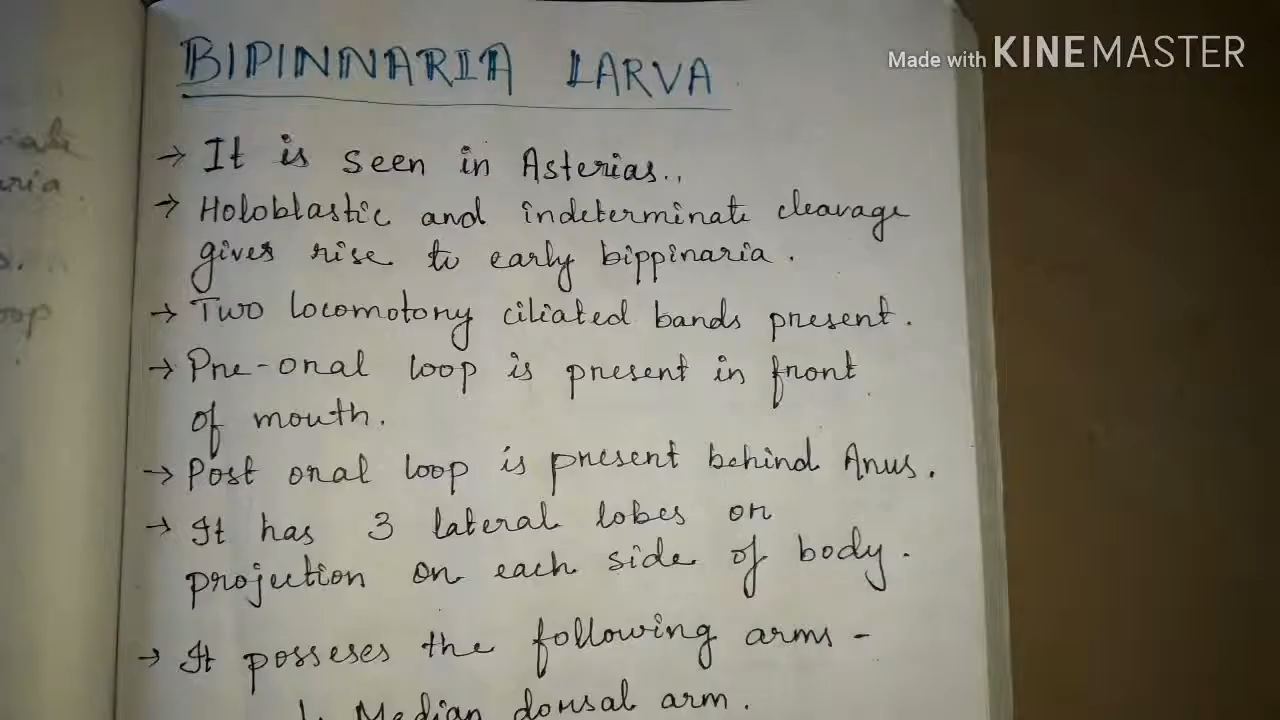 Made with KINEMASTER
BIPINNARIA LARVA
→ It is seen in Asterias..
→ Holoblastic and indeterminate cleavage
gives rise to early bippinaria.
→ Two locomotory ciliated bands present.
→ Pre-oral loop is present in front
of mouth.
→ Post oral loop is present behind Anus.
→ It has 3 lateral lobes or
projection on each side of body.
→ It posseses the following arms -
1. Median dorsal arm.